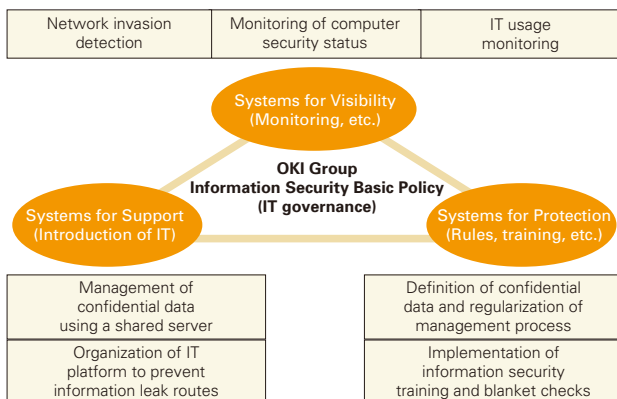 Network invasion
detection
Monitoring of computer
security status
IT usage
monitoring
Systems for Visibility
(Monitoring, etc.)
OKI Group
Information Security Basic Policy
(IT governance)
Systems for Support
(Introduction of IT)
Systems for Protection
(Rules, training, etc.)
Management of
confidential data
using a shared server
Organization of IT
platform to prevent
information leak routes
Definition of confidential
data and regularization of
management process
Implementation of
information security
training and blanket checks